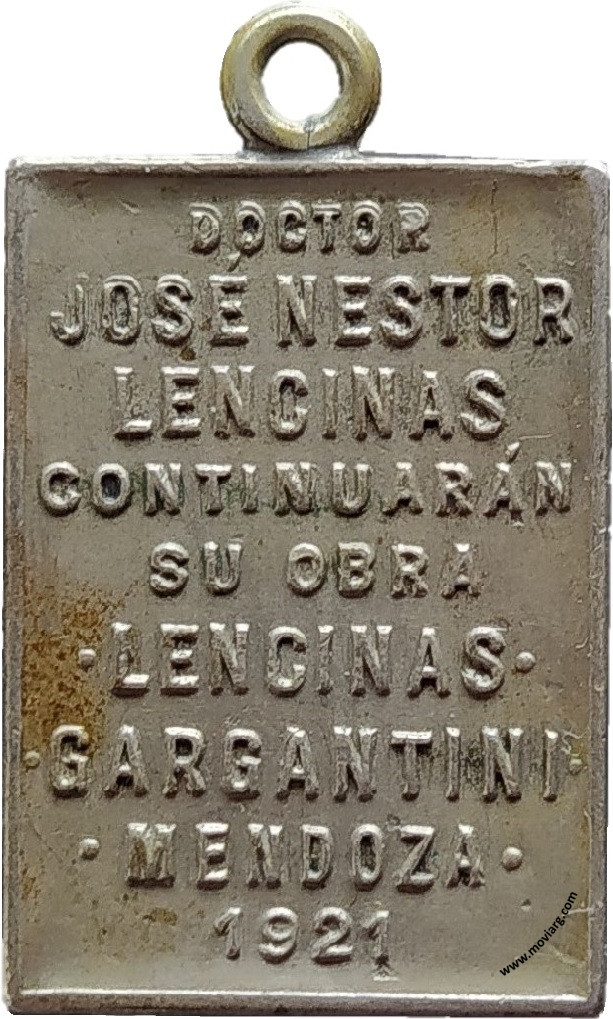 DOCTOR
JOSÉ NESTOR
LENCINAS
CONTINUARÁN
SU OBRA
·LENCINAS·
·GARGANTINI·
·MENDOZA·
1921
www.moviarg.com